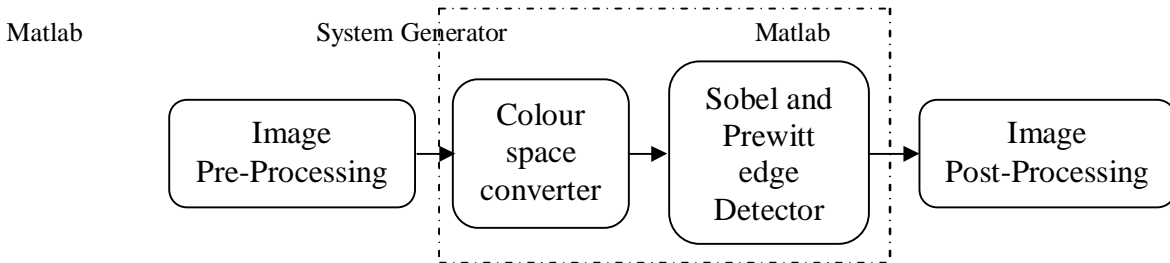 Matlab System Generator Matlab
Image
Pre-Processing
Colour
space
converter
Sobel and
Prewitt
edge
Detector
Image
Post-Processing